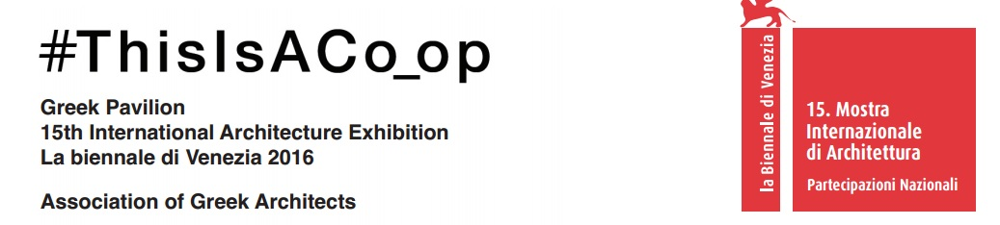 #ThisIsACo_op
Greek Pavilion
15th International Architecture Exhibition
La biennale di Venezia 2016
Association of Greek Architects
la Biennale di Venezia
15. Mostra
Internazionale
di Architettura
Partecipazioni Nazionali